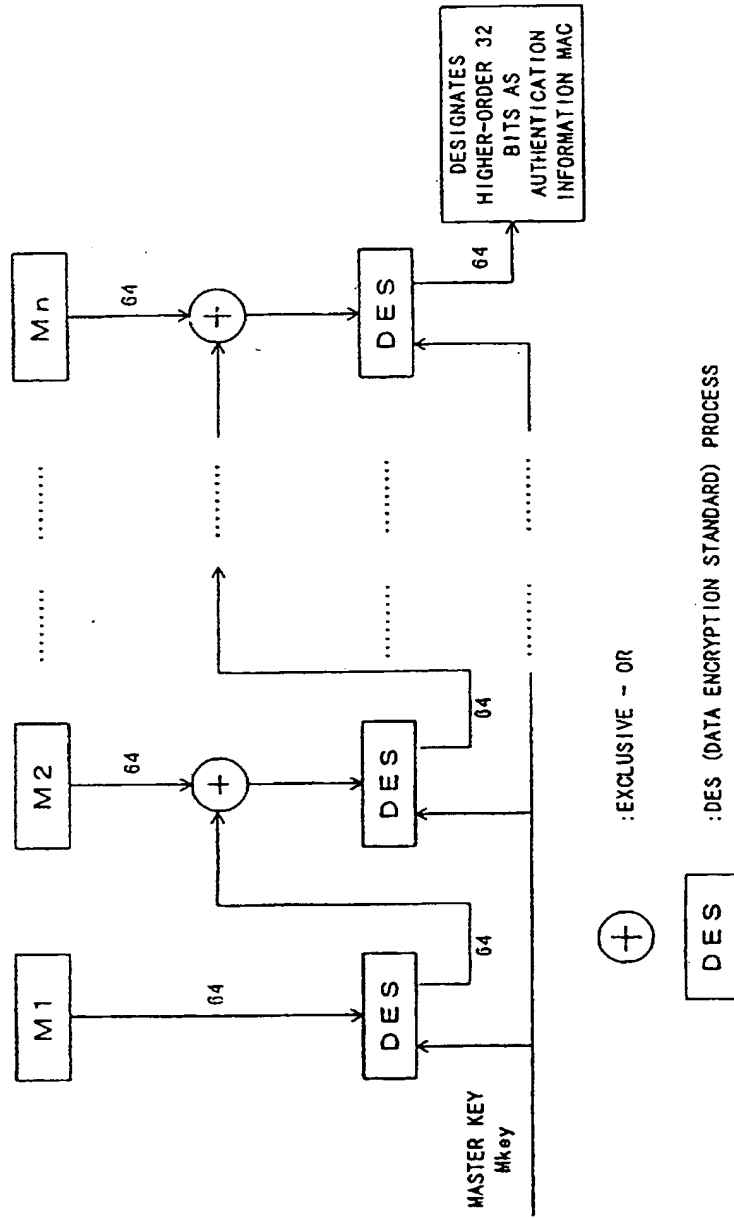 M1
M2
......... .........
Mn
64
64
64
+
+
......... .........
DES
DES
......... .........
DES
64
64
64
MASTER KEY
Mkey
......... .........
DESIGNATES
HIGHER-ORDER 32
BITS AS
AUTHENTICATION
INFORMATION MAC
+
:EXCLUSIVE - OR
DES
:DES (DATA ENCRYPTION STANDARD) PROCESS